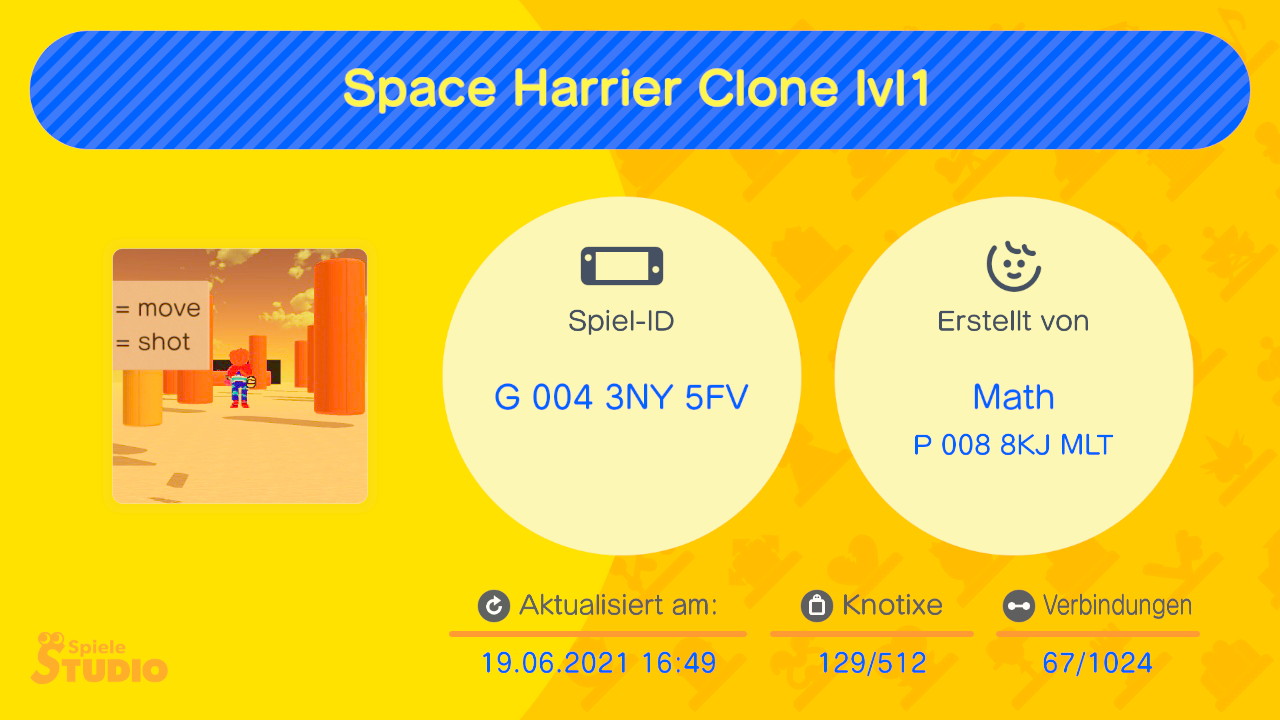 Space Harrier Clone lvl1
= move
= shot
Spiel-ID
G 004 3NY 5FV
Erstellt von
Math
P 008 8KJ MLT
Aktualisiert am:
19.06.2021 16:49
Knotixe
129/512
Verbindungen
67/1024
Spiele
STUDIO